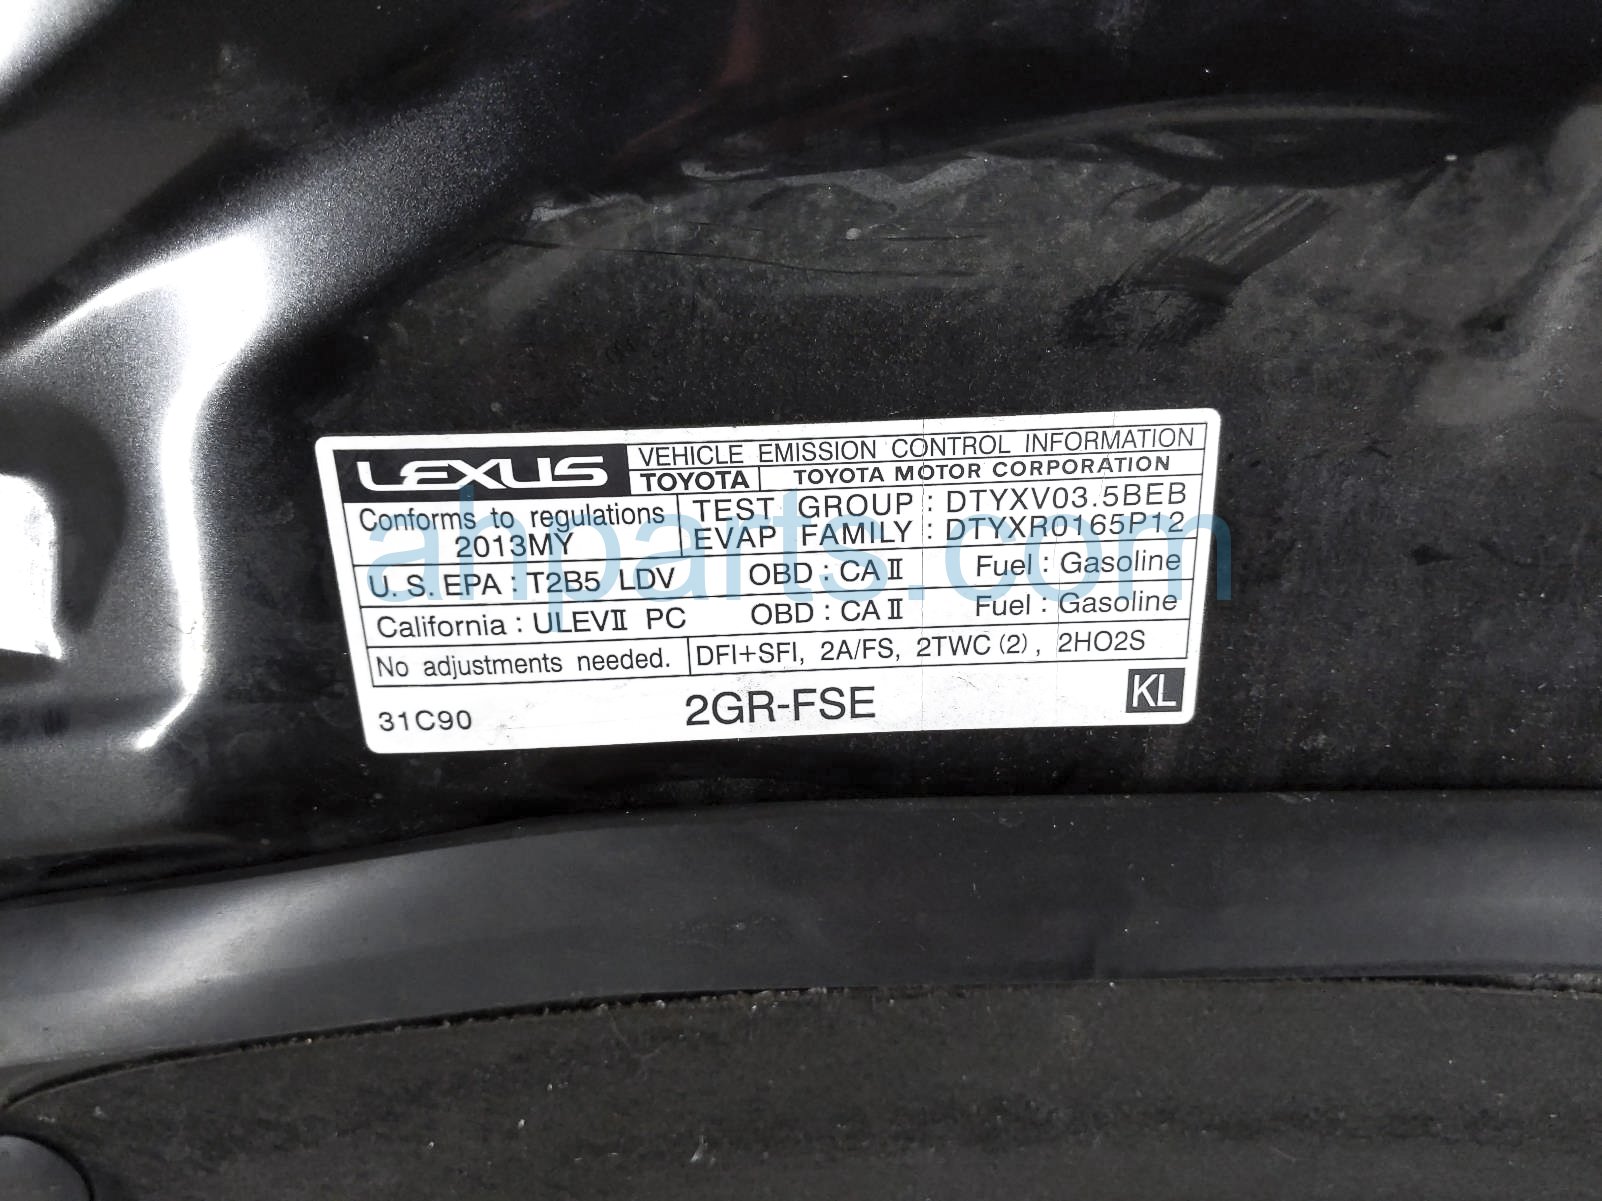 LEXUS VEHICLE EMISSION CONTROL INFORMATION
TOYOTA TOYOTA MOTOR CORPORATION
Conforms to regulations 2013MY
TEST GROUP : DTYXV03.5BEB
EVAP FAMILY : DTYXR0165P12
U.S. EPA : T2B5 LDV OBD : CA II Fuel : Gasoline
California : ULEVII PC OBD : CA II Fuel : Gasoline
No adjustments needed. DFI+SFI, 2A/FS, 2TWC (2) , 2HO2S
31C90 2GR-FSE KL
ahparts.com